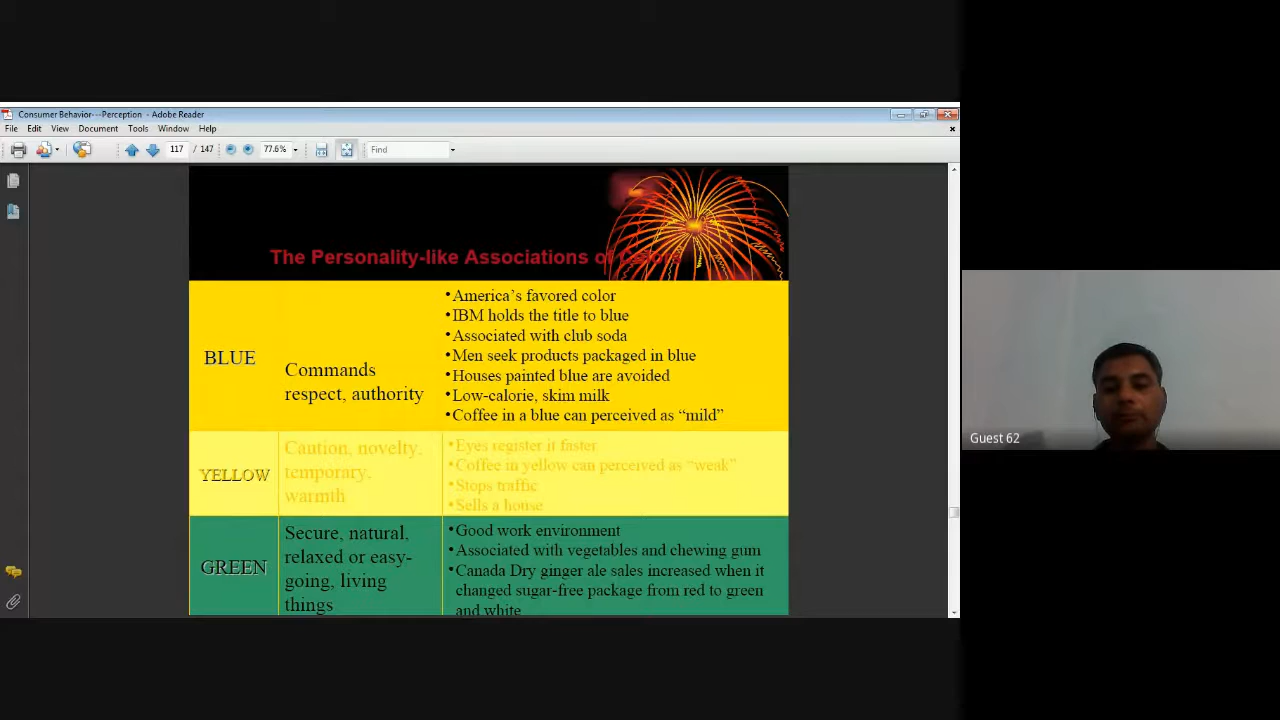 Consumer Behavior---Perception - Adobe Reader
File Edit View Document Tools Window Help
117 / 147 77.6% Find
The Personality-like Associations of
BLUE
Commands
respect, authority
•America's favored color
•IBM holds the title to blue
•Associated with club soda
•Men seek products packaged in blue
•Houses painted blue are avoided
•Low-calorie, skim milk
•Coffee in a blue can perceived as "mild"
YELLOW
Caution, novelty,
temporary,
warmth
•Eyes register it faster
•Coffee in yellow can perceived as "weak"
•Stops traffic
•Sells a house
GREEN
Secure, natural,
relaxed or easy-
going, living
things
•Good work environment
•Associated with vegetables and chewing gum
•Canada Dry ginger ale sales increased when it
changed sugar-free package from red to green
and white
Guest 62